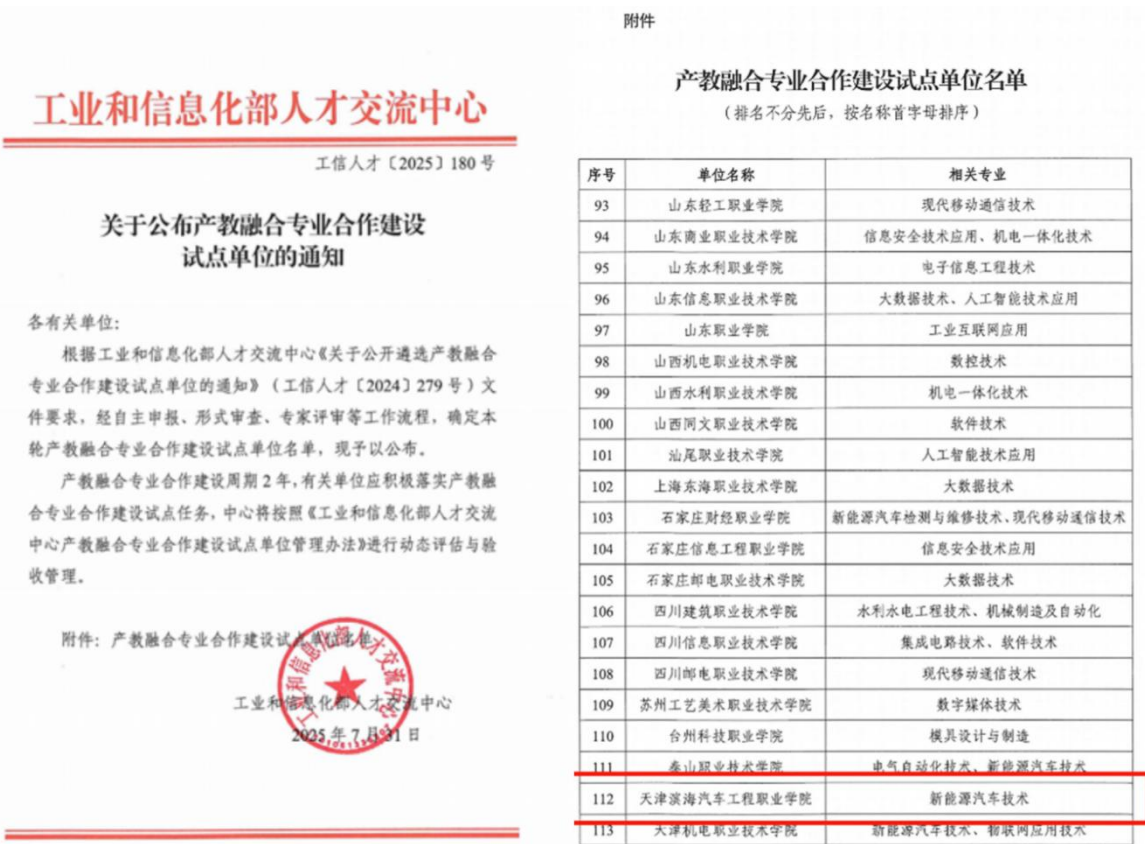 工业和信息化部人才交流中心
工信人才〔2025〕180 号
关于公布产教融合专业合作建设
试点单位的通知
各有关单位：
根据工业和信息化部人才交流中心《关于公开遴选产教融合
专业合作建设试点单位的通知》（工信人才〔2024〕279 号）文
件要求，经自主申报、形式审查、专家评审等工作流程，确定本
轮产教融合专业合作建设试点单位名单，现予以公布。
产教融合专业合作建设周期 2 年，有关单位应积极落实产教融
合专业合作建设试点任务，中心将按照《工业和信息化部人才交流
中心产教融合专业合作建设试点单位管理办法》进行动态评估与验
收管理。
附件：产教融合专业合作建设试点单位名单
工业和信息化部人才交流中心
2025 年 7 月 31 日
工业和信息化部人才交流中心
附件
产教融合专业合作建设试点单位名单
（排名不分先后，按名称首字母排序）
序号 单位名称 相关专业
93 山东轻工职业学院 现代移动通信技术
94 山东商业职业技术学院 信息安全技术应用、机电一体化技术
95 山东水利职业学院 电子信息工程技术
96 山东信息职业技术学院 大数据技术、人工智能技术应用
97 山东职业学院 工业互联网应用
98 山西机电职业技术学院 数控技术
99 山西水利职业学院 机电一体化技术
100 山西同文职业技术学院 软件技术
101 汕尾职业技术学院 人工智能技术应用
102 上海东海职业技术学院 大数据技术
103 石家庄财经职业学院 新能源汽车检测与维修技术、现代移动通信技术
104 石家庄信息工程职业学院 信息安全技术应用
105 石家庄邮电职业技术学院 大数据技术
106 四川建筑职业技术学院 水利水电工程技术、机械制造及自动化
107 四川信息职业技术学院 集成电路技术、软件技术
108 四川邮电职业技术学院 现代移动通信技术
109 苏州工艺美术职业技术学院 数字媒体技术
110 台州科技职业学院 模具设计与制造
111 泰山职业技术学院 电气自动化技术、新能源汽车技术
112 天津滨海汽车工程职业学院 新能源汽车技术
113 天津机电职业技术学院 新能源汽车技术、物联网应用技术